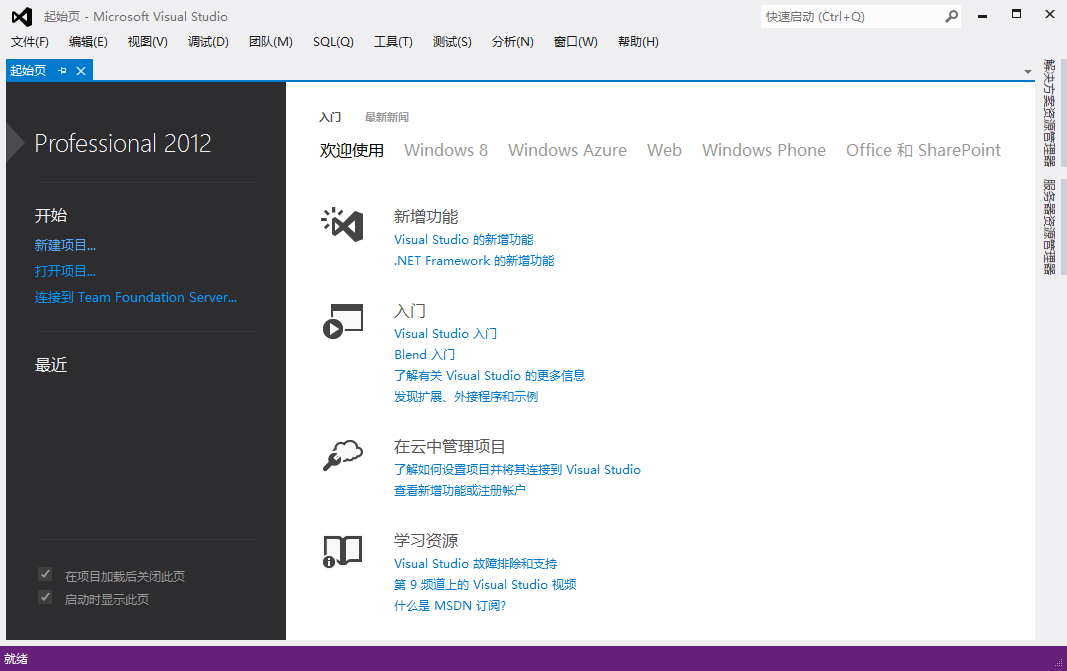 起始页 - Microsoft Visual Studio
快速启动 (Ctrl+Q)
文件(F) 编辑(E) 视图(V) 调试(D) 团队(M) SQL(Q) 工具(T) 测试(S) 分析(N) 窗口(W) 帮助(H)
起始页
Professional 2012
开始
新建项目...
打开项目...
连接到 Team Foundation Server...
最近
在项目加载后关闭此页
启动时显示此页
入门 最新新闻
欢迎使用 Windows 8 Windows Azure Web Windows Phone Office 和 SharePoint
新增功能
Visual Studio 的新增功能
.NET Framework 的新增功能
入门
Visual Studio 入门
Blend 入门
了解有关 Visual Studio 的更多信息
发现扩展、外接程序和示例
在云中管理项目
了解如何设置项目并将其连接到 Visual Studio
查看新增功能或注册帐户
学习资源
Visual Studio 故障排除和支持
第 9 频道上的 Visual Studio 视频
什么是 MSDN 订阅?
解决方案资源管理器
服务器资源管理器
就绪